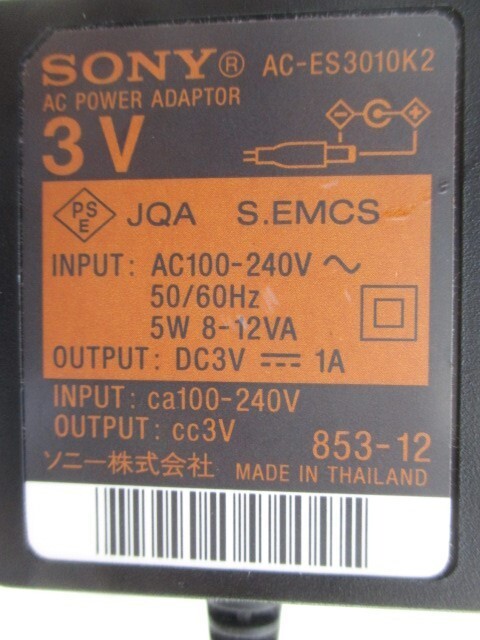 SONY® AC-ES3010K2
AC POWER ADAPTOR
3V
PSE JQA S.EMCS
INPUT: AC100-240V ~
50/60Hz
5W 8-12VA
OUTPUT: DC3V ⎓ 1A
INPUT: ca100-240V
OUTPUT: cc3V
853-12
ソニー株式会社 MADE IN THAILAND